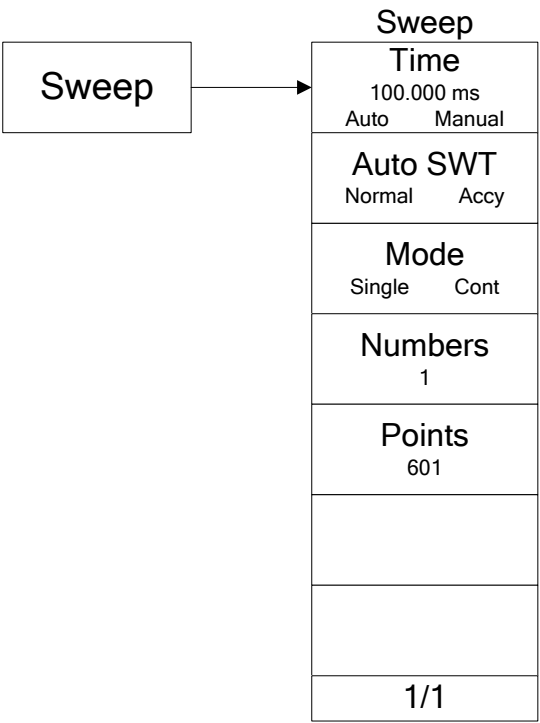 Sweep
Sweep
Time
100.000 ms
Auto Manual
Auto SWT
Normal Accy
Mode
Single Cont
Numbers
1
Points
601
1/1